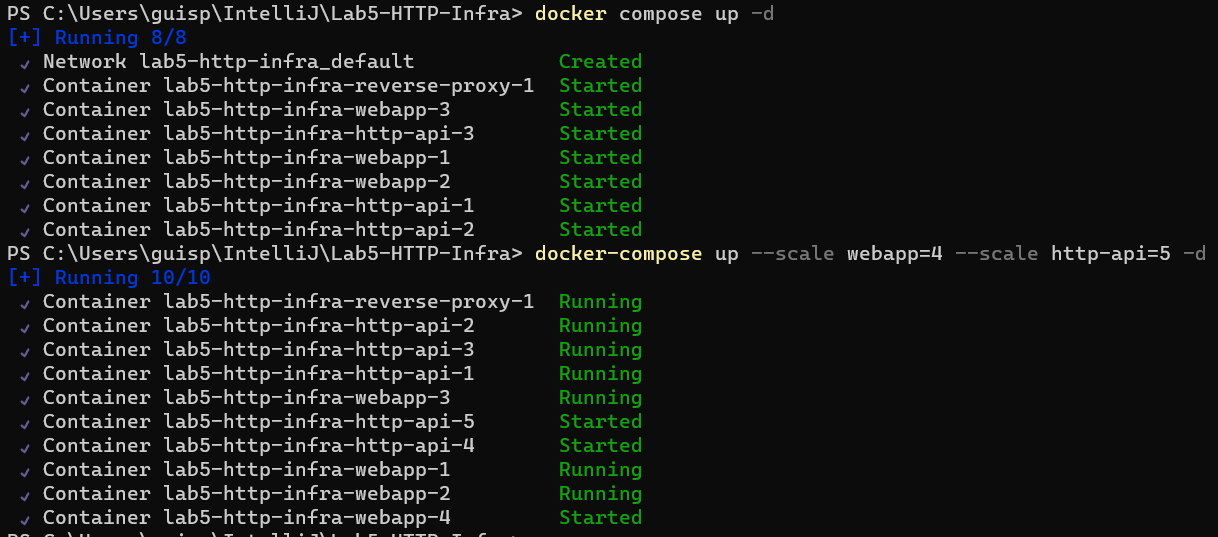 PS C:\Users\guisp\IntelliJ\Lab5-HTTP-Infra> docker compose up -d
[+] Running 8/8
✓ Network lab5-http-infra_default Created
✓ Container lab5-http-infra-reverse-proxy-1 Started
✓ Container lab5-http-infra-webapp-3 Started
✓ Container lab5-http-infra-http-api-3 Started
✓ Container lab5-http-infra-webapp-1 Started
✓ Container lab5-http-infra-webapp-2 Started
✓ Container lab5-http-infra-http-api-1 Started
✓ Container lab5-http-infra-http-api-2 Started
PS C:\Users\guisp\IntelliJ\Lab5-HTTP-Infra> docker-compose up --scale webapp=4 --scale http-api=5 -d
[+] Running 10/10
✓ Container lab5-http-infra-reverse-proxy-1 Running
✓ Container lab5-http-infra-http-api-2 Running
✓ Container lab5-http-infra-http-api-3 Running
✓ Container lab5-http-infra-http-api-1 Running
✓ Container lab5-http-infra-webapp-3 Running
✓ Container lab5-http-infra-http-api-5 Started
✓ Container lab5-http-infra-http-api-4 Started
✓ Container lab5-http-infra-webapp-1 Running
✓ Container lab5-http-infra-webapp-2 Running
✓ Container lab5-http-infra-webapp-4 Started
PS C:\Users\guisp\IntelliJ\Lab5-HTTP-Infra>